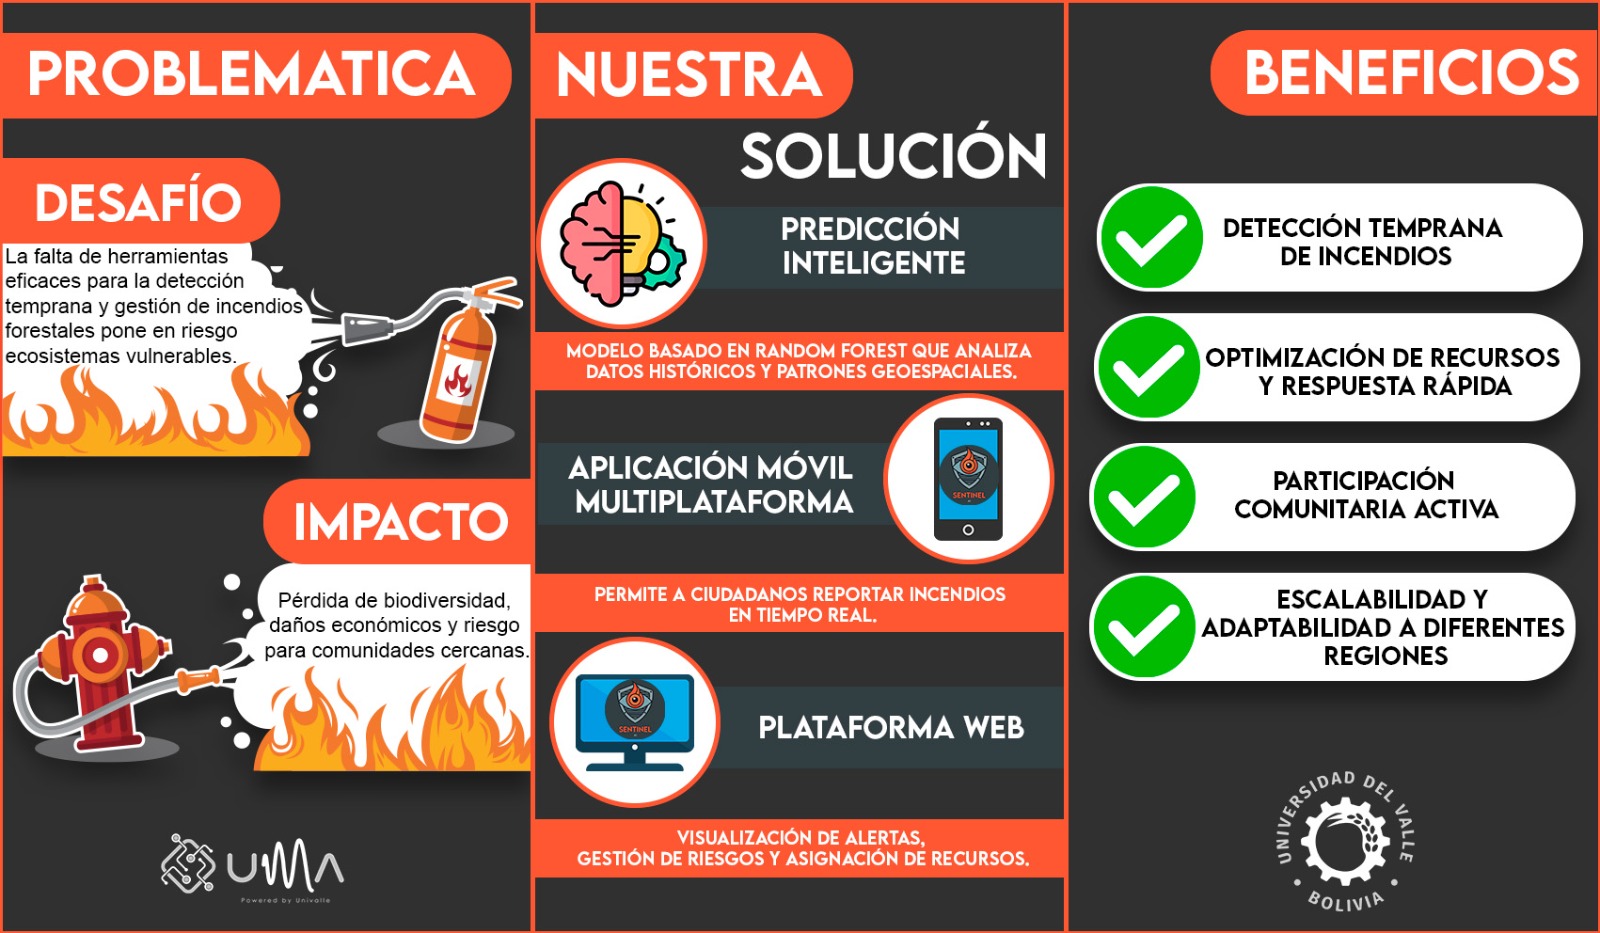 PROBLEMATICA
DESAFÍO
La falta de herramientas
eficaces para la detección
temprana y gestión de incendios
forestales pone en riesgo
ecosistemas vulnerables.
IMPACTO
Pérdida de biodiversidad,
daños económicos y riesgo
para comunidades cercanas.
UMA
Powered by Univalle
NUESTRA
SOLUCIÓN
PREDICCIÓN
INTELIGENTE
MODELO BASADO EN RANDOM FOREST QUE ANALIZA
DATOS HISTÓRICOS Y PATRONES GEOESPACIALES.
APLICACIÓN MÓVIL
MULTIPLATAFORMA
SENTINEL
PERMITE A CIUDADANOS REPORTAR INCENDIOS
EN TIEMPO REAL.
SENTINEL
PLATAFORMA WEB
VISUALIZACIÓN DE ALERTAS,
GESTIÓN DE RIESGOS Y ASIGNACIÓN DE RECURSOS.
BENEFICIOS
DETECCIÓN TEMPRANA
DE INCENDIOS
OPTIMIZACIÓN DE RECURSOS
Y RESPUESTA RÁPIDA
PARTICIPACIÓN
COMUNITARIA ACTIVA
ESCALABILIDAD Y
ADAPTABILIDAD A DIFERENTES
REGIONES
UNIVERSIDAD DEL VALLE
• BOLIVIA •